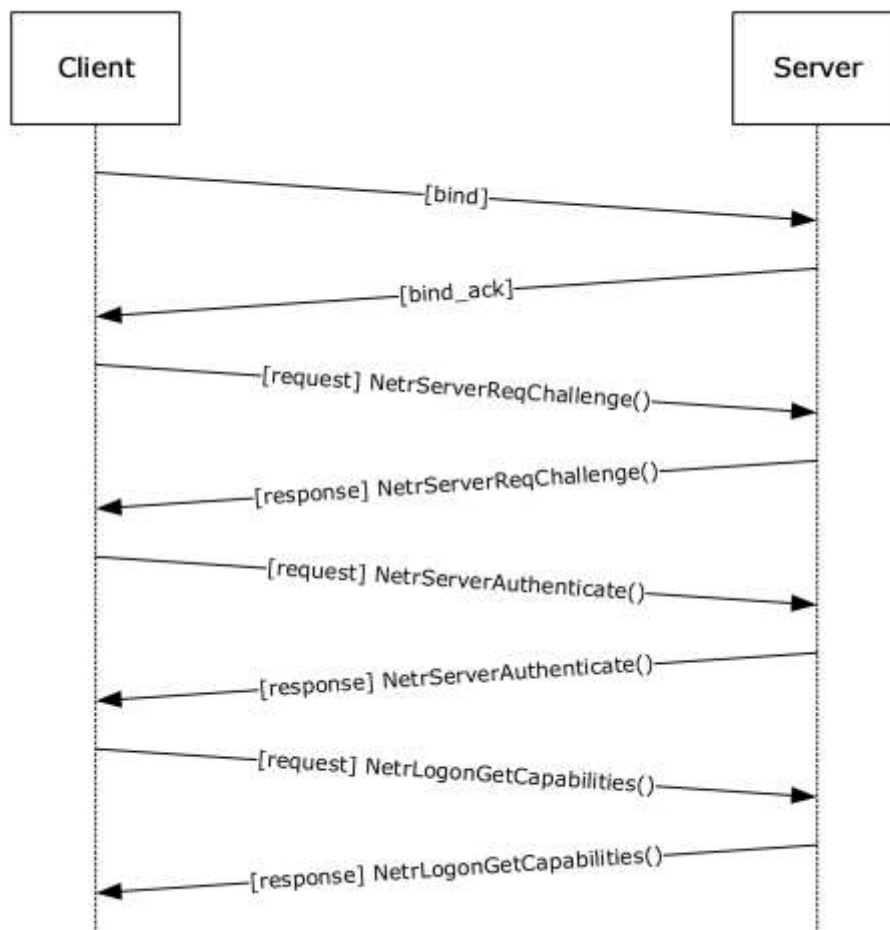 Client
Server
[bind]
[bind_ack]
[request] NetrServerReqChallenge()
[response] NetrServerReqChallenge()
[request] NetrServerAuthenticate()
[response] NetrServerAuthenticate()
[request] NetrLogonGetCapabilities()
[response] NetrLogonGetCapabilities()